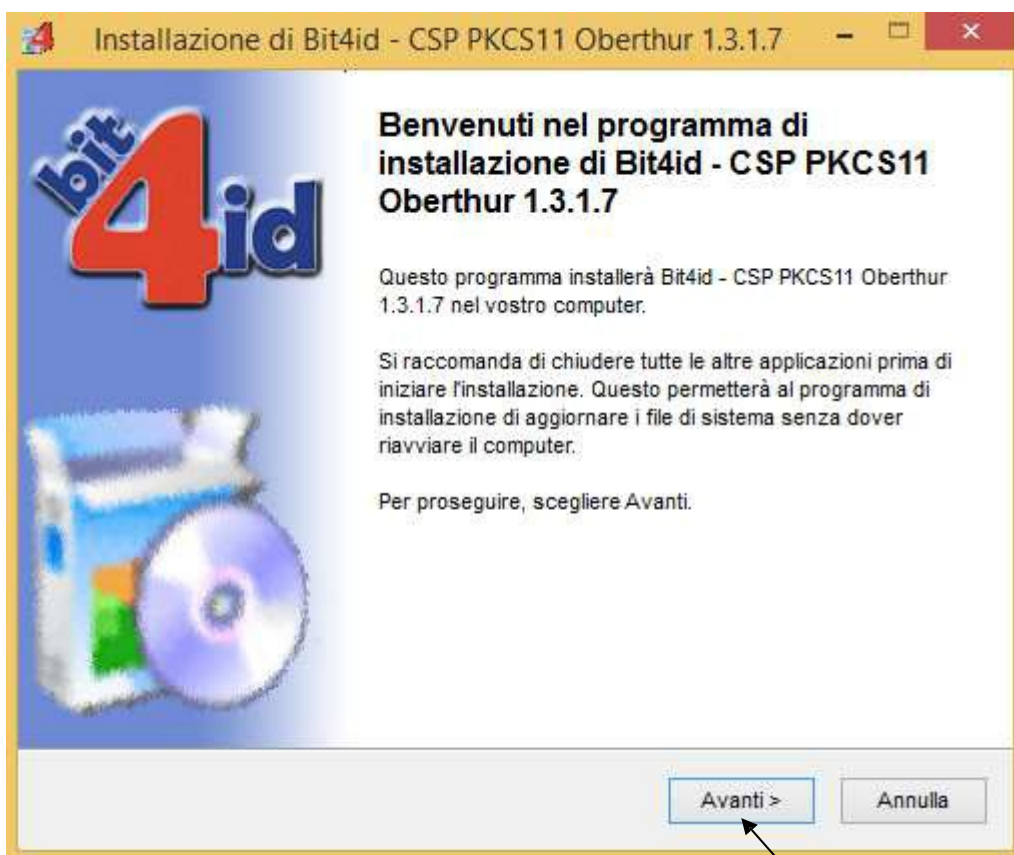 Installazione di Bit4id - CSP PKCS11 Oberthur 1.3.1.7
bit
4id
Benvenuti nel programma di
installazione di Bit4id - CSP PKCS11
Oberthur 1.3.1.7
Questo programma installerà Bit4id - CSP PKCS11 Oberthur
1.3.1.7 nel vostro computer.
Si raccomanda di chiudere tutte le altre applicazioni prima di
iniziare l'installazione. Questo permetterà al programma di
installazione di aggiornare i file di sistema senza dover
riavviare il computer.
Per proseguire, scegliere Avanti.
Avanti >
Annulla